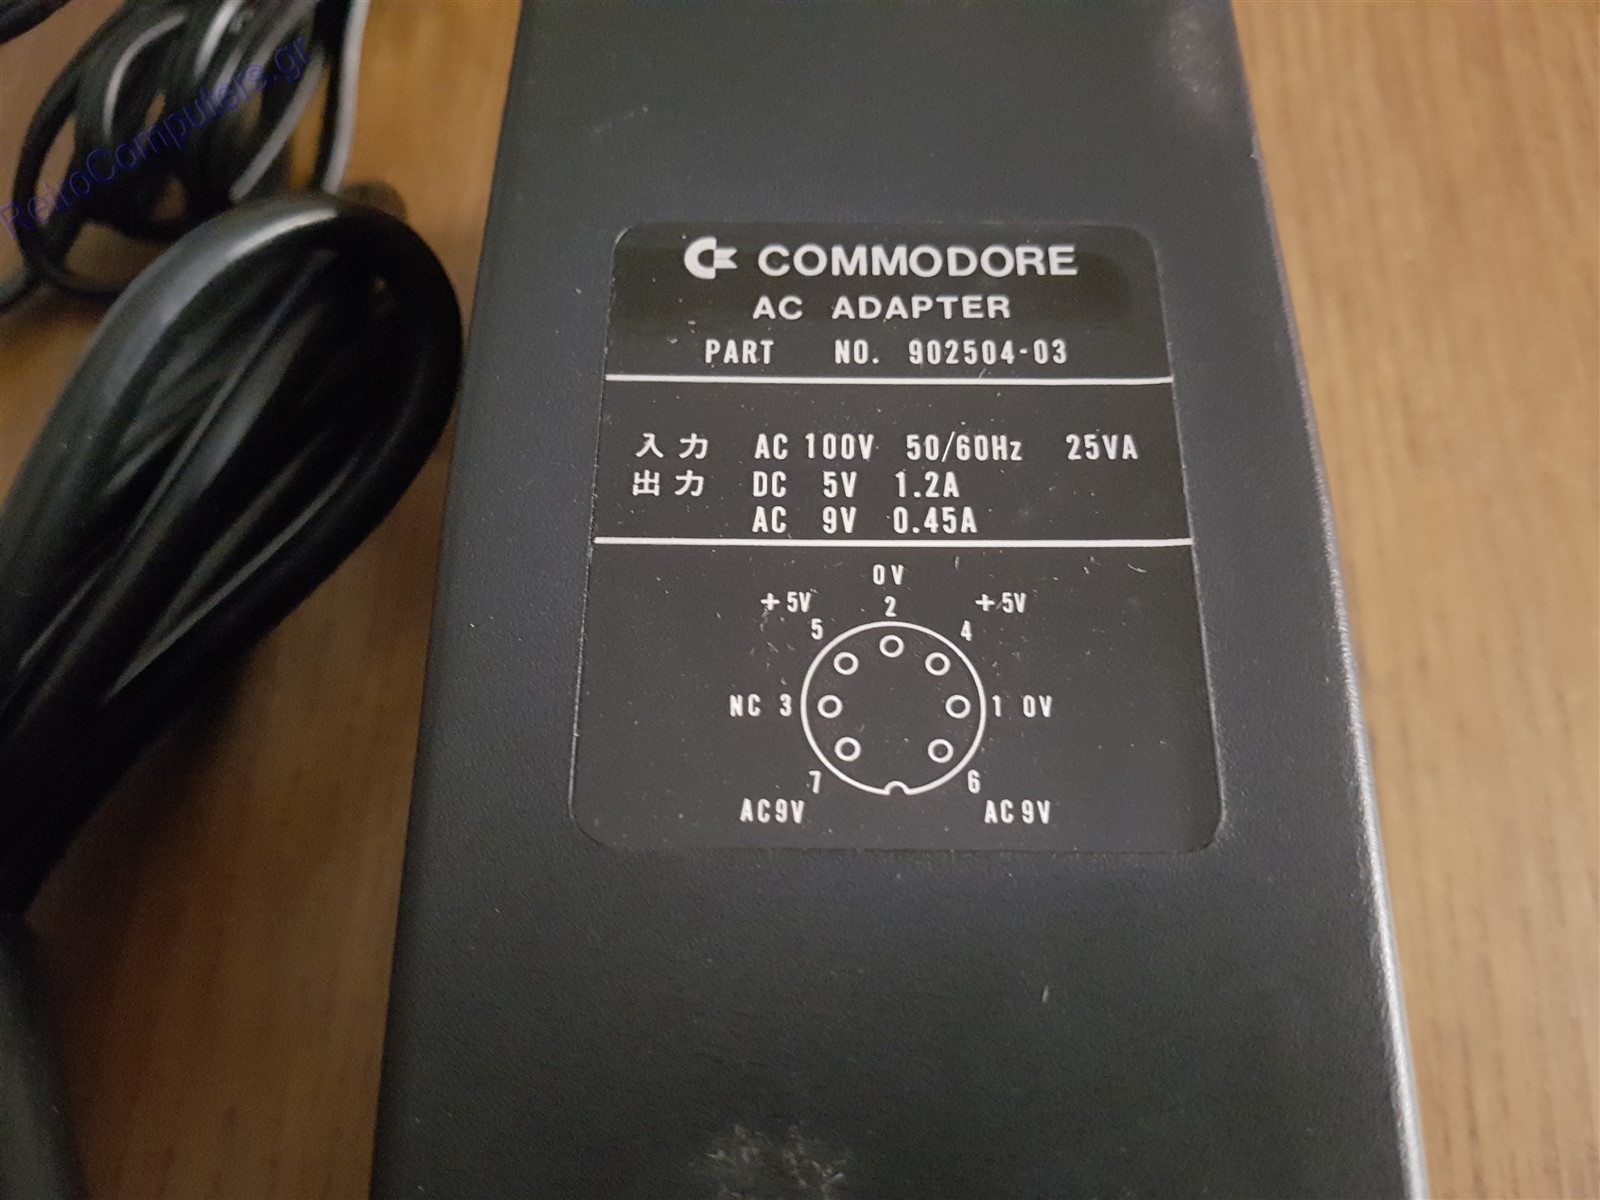 RetroComputers.gr
COMMODORE
AC ADAPTER
PART NO. 902504-03
入力 AC 100V 50/60Hz 25VA
出力 DC 5V 1.2A
AC 9V 0.45A
0V
+5V 2 +5V
5 4
NC 3 1 0V
7 6
AC9V AC9V